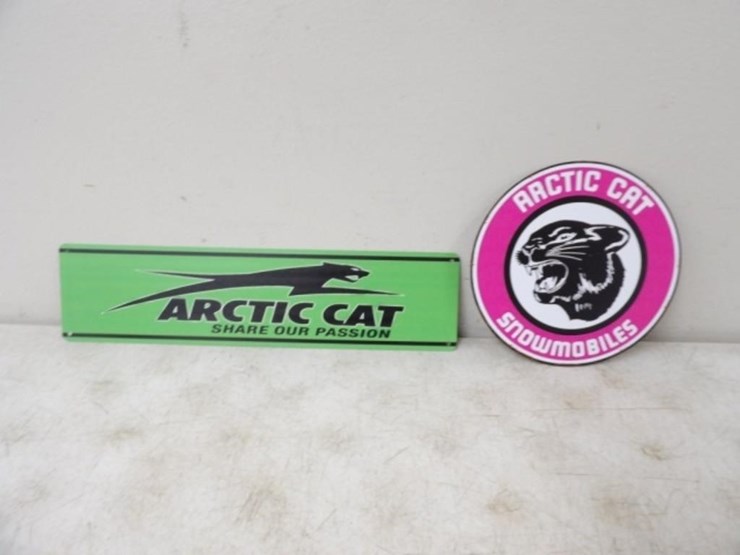 ARCTIC CAT
SHARE OUR PASSION
ARCTIC CAT
SNOWMOBILES